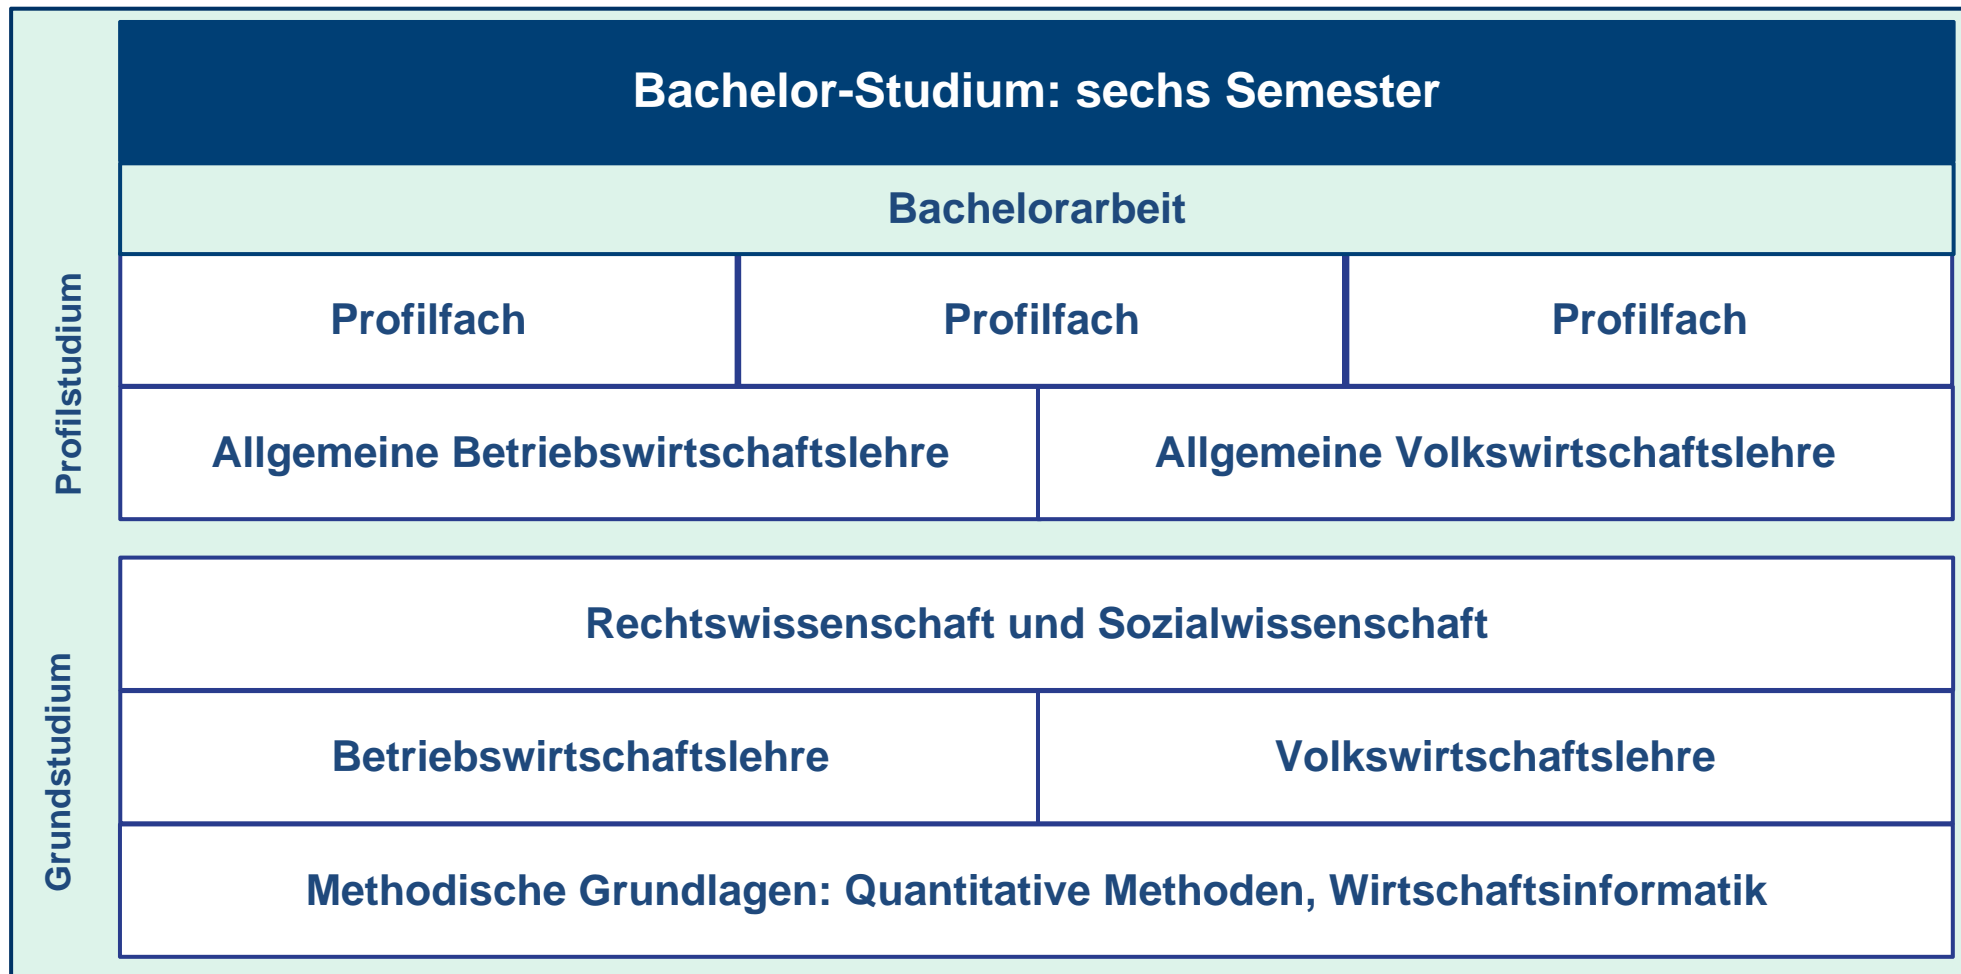 Bachelor-Studium: sechs Semester
Bachelorarbeit
Profilstudium
Profilfach
Profilfach
Profilfach
Allgemeine Betriebswirtschaftslehre
Allgemeine Volkswirtschaftslehre
Grundstudium
Rechtswissenschaft und Sozialwissenschaft
Betriebswirtschaftslehre
Volkswirtschaftslehre
Methodische Grundlagen: Quantitative Methoden, Wirtschaftsinformatik